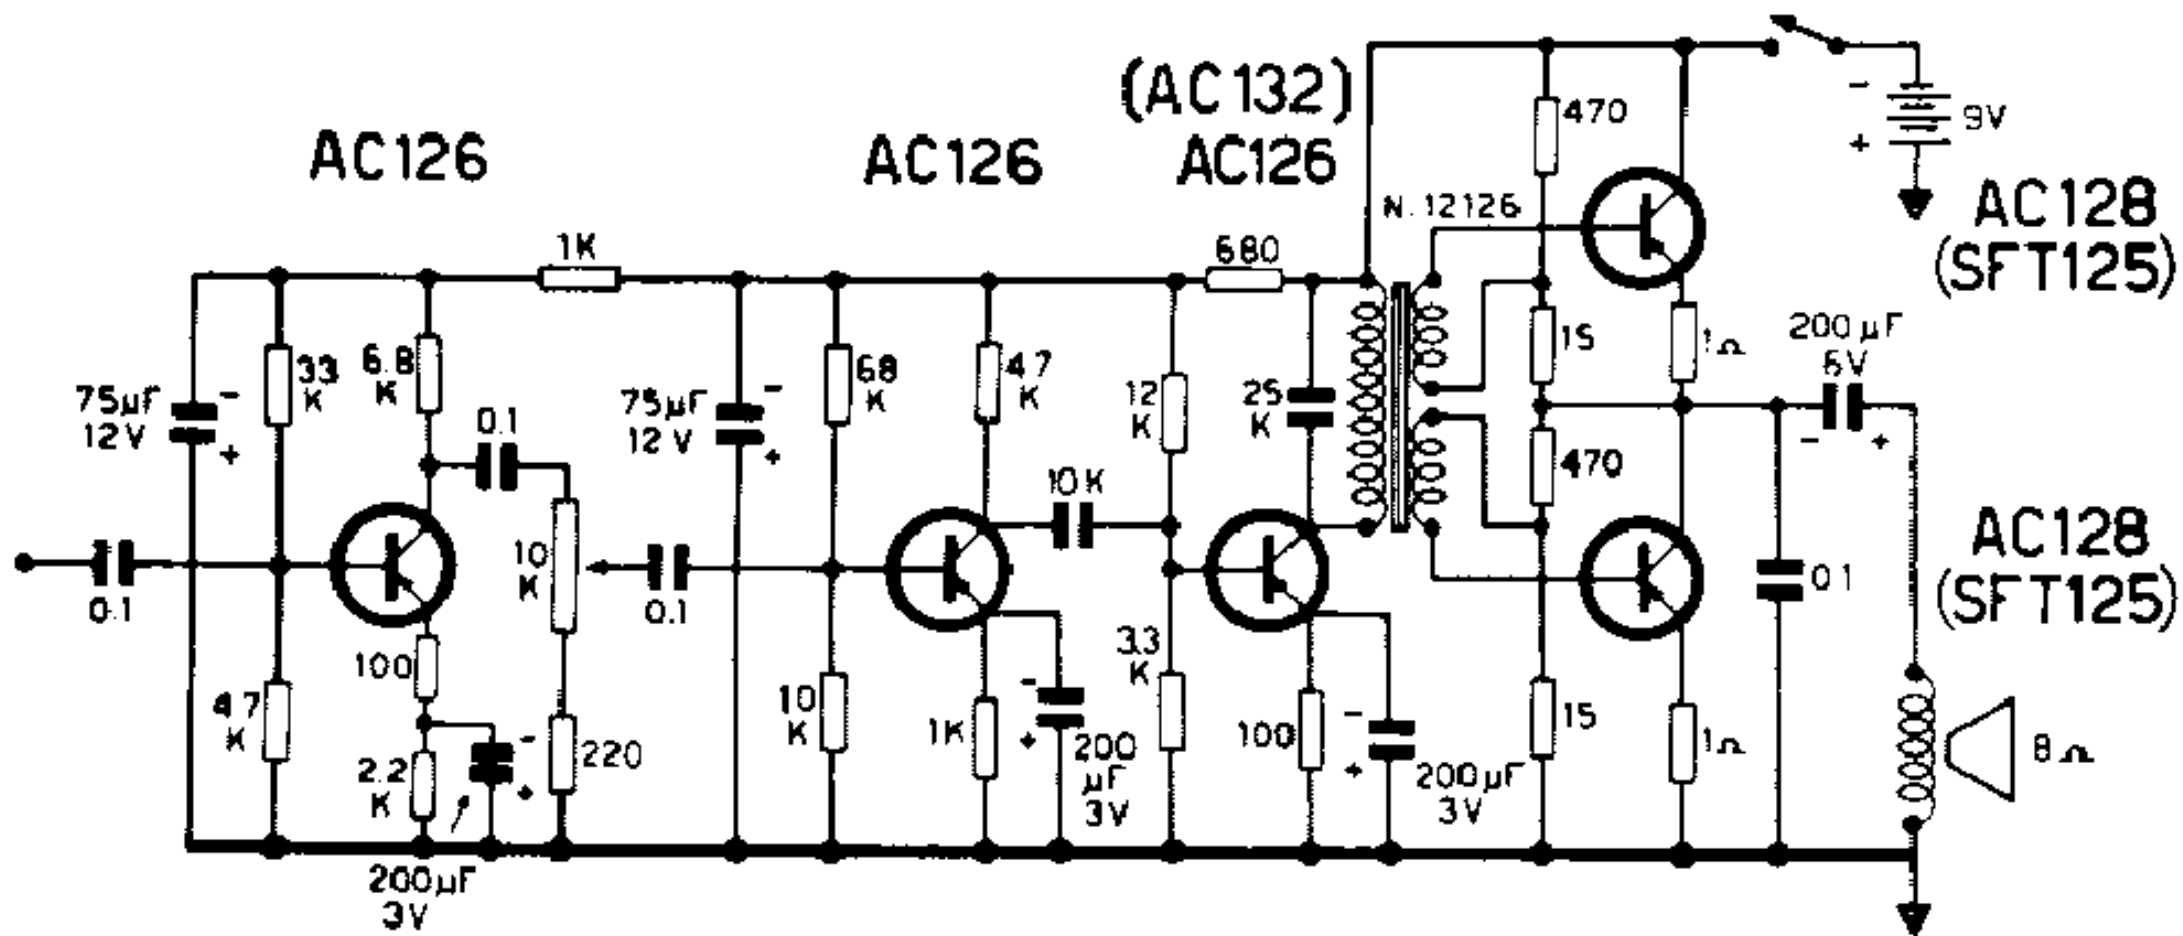 (AC132)
AC126
AC126
AC126
470
-
+
9V
N. 12126
AC128
(SFT125)
1K
680
75µF
12V
-
+
33
K
6.8
K
0.1
75µF
12V
-
+
68
K
4.7
K
12
K
25
K
15
1Ω
200µF
6V
-
+
10K
470
0.1
10
K
0.1
AC128
(SFT125)
0.1
4.7
K
100
2.2
K
-
+
220
200µF
3V
10
K
1K
-
+
200
µF
3V
3.3
K
100
-
+
200µF
3V
15
1Ω
8Ω